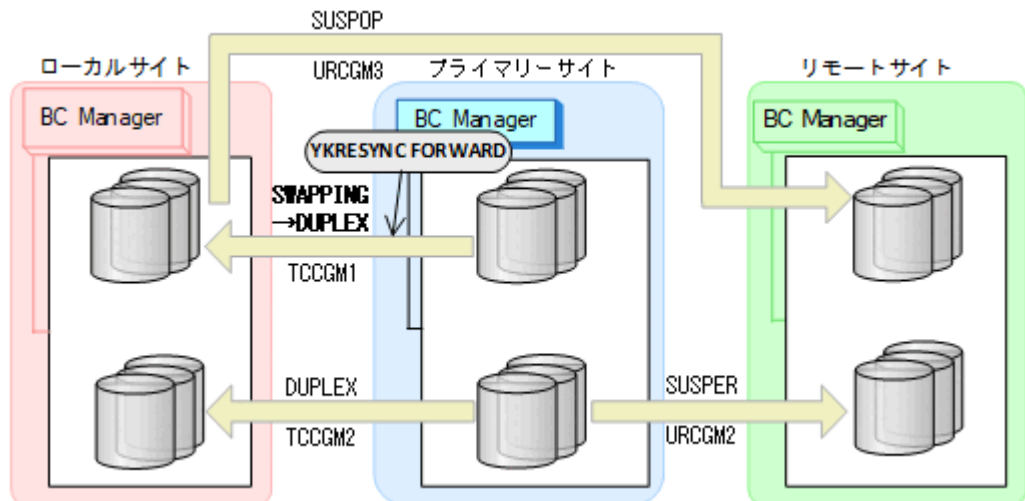 SUSPOP
URCGM3
ローカルサイト
プライマリーサイト
リモートサイト
BC Manager
BC Manager
BC Manager
YKRESYNC FORWARD
SWAPPING
→DUPLEX
TCCGM1
DUPLEX
TCCGM2
SUSPER
URCGM2